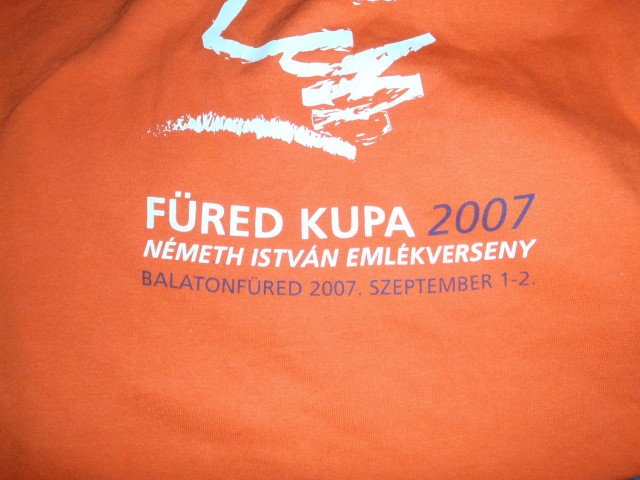 FÜRED KUPA 2007
NÉMETH ISTVÁN EMLÉKVERSENY
BALATONFÜRED 2007. SZEPTEMBER 1-2.